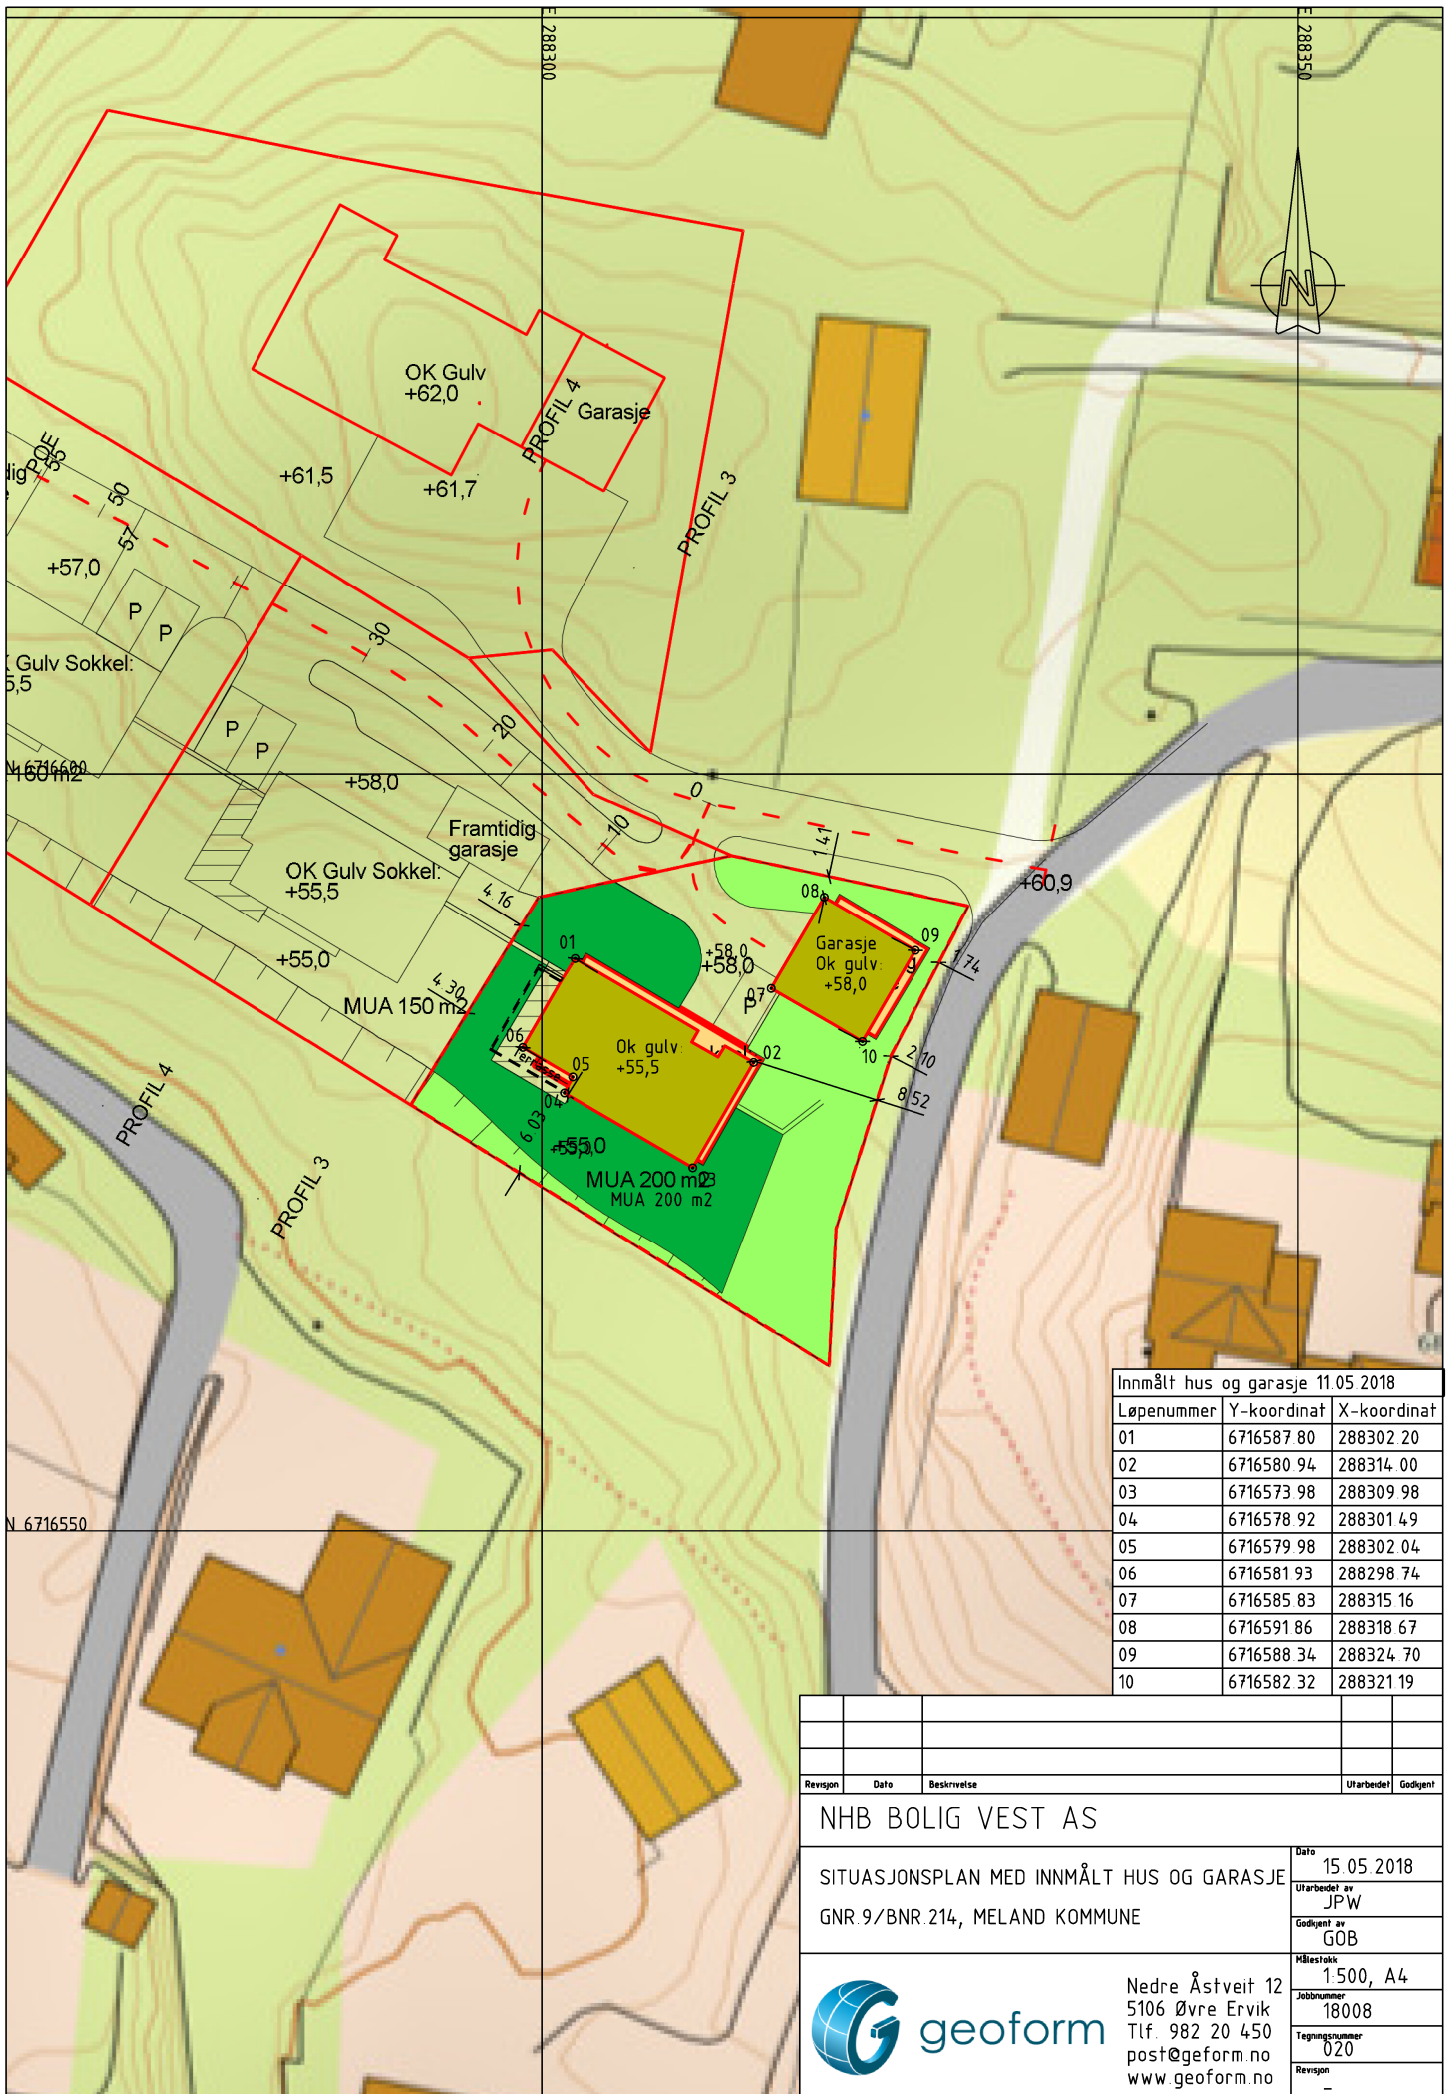 288300
288350
OK Gulv
+62,0
PROFIL 4
Garasje
+61,5
+61,7
PROFIL 3
POE
55
50
57
+57,0
P
P
30
Gulv Sokkel:
P
P
20
N 6716600
160 m2
+58,0
0
10
Framtidig
garasje
1.41
OK Gulv Sokkel:
+55,5
+60,9
4.16
08
01
Garasje
Ok gulv:
+58,0
09
+58,0
+58,0
1.74
+55,0
4.30
MUA 150 m2
07
P
06
Ok gulv:
+55,5
02
10
2.10
Terrasse
05
04
8.52
6.03
PROFIL 4
+55,0
+55,0
MUA 200 m2
03
MUA 200 m2
PROFIL 3
N 6716550
Innmålt hus og garasje 11.05.2018
Løpenummer Y-koordinat X-koordinat
01 6716587.80 288302.20
02 6716580.94 288314.00
03 6716573.98 288309.98
04 6716578.92 288301.49
05 6716579.98 288302.04
06 6716581.93 288298.74
07 6716585.83 288315.16
08 6716591.86 288318.67
09 6716588.34 288324.70
10 6716582.32 288321.19
Revisjon Dato Beskrivelse Utarbeidet Godkjent
NHB BOLIG VEST AS
SITUASJONSPLAN MED INNMÅLT HUS OG GARASJE
GNR.9/BNR.214, MELAND KOMMUNE
Dato
15.05.2018
Utarbeidet av
JPW
Godkjent av
GOB
Målestokk
1:500, A4
Jobbnummer
18008
Tegningsnummer
020
Revisjon
-
geoform
Nedre Åstveit 12
5106 Øvre Ervik
Tlf. 982 20 450
post@geform.no
www.geoform.no